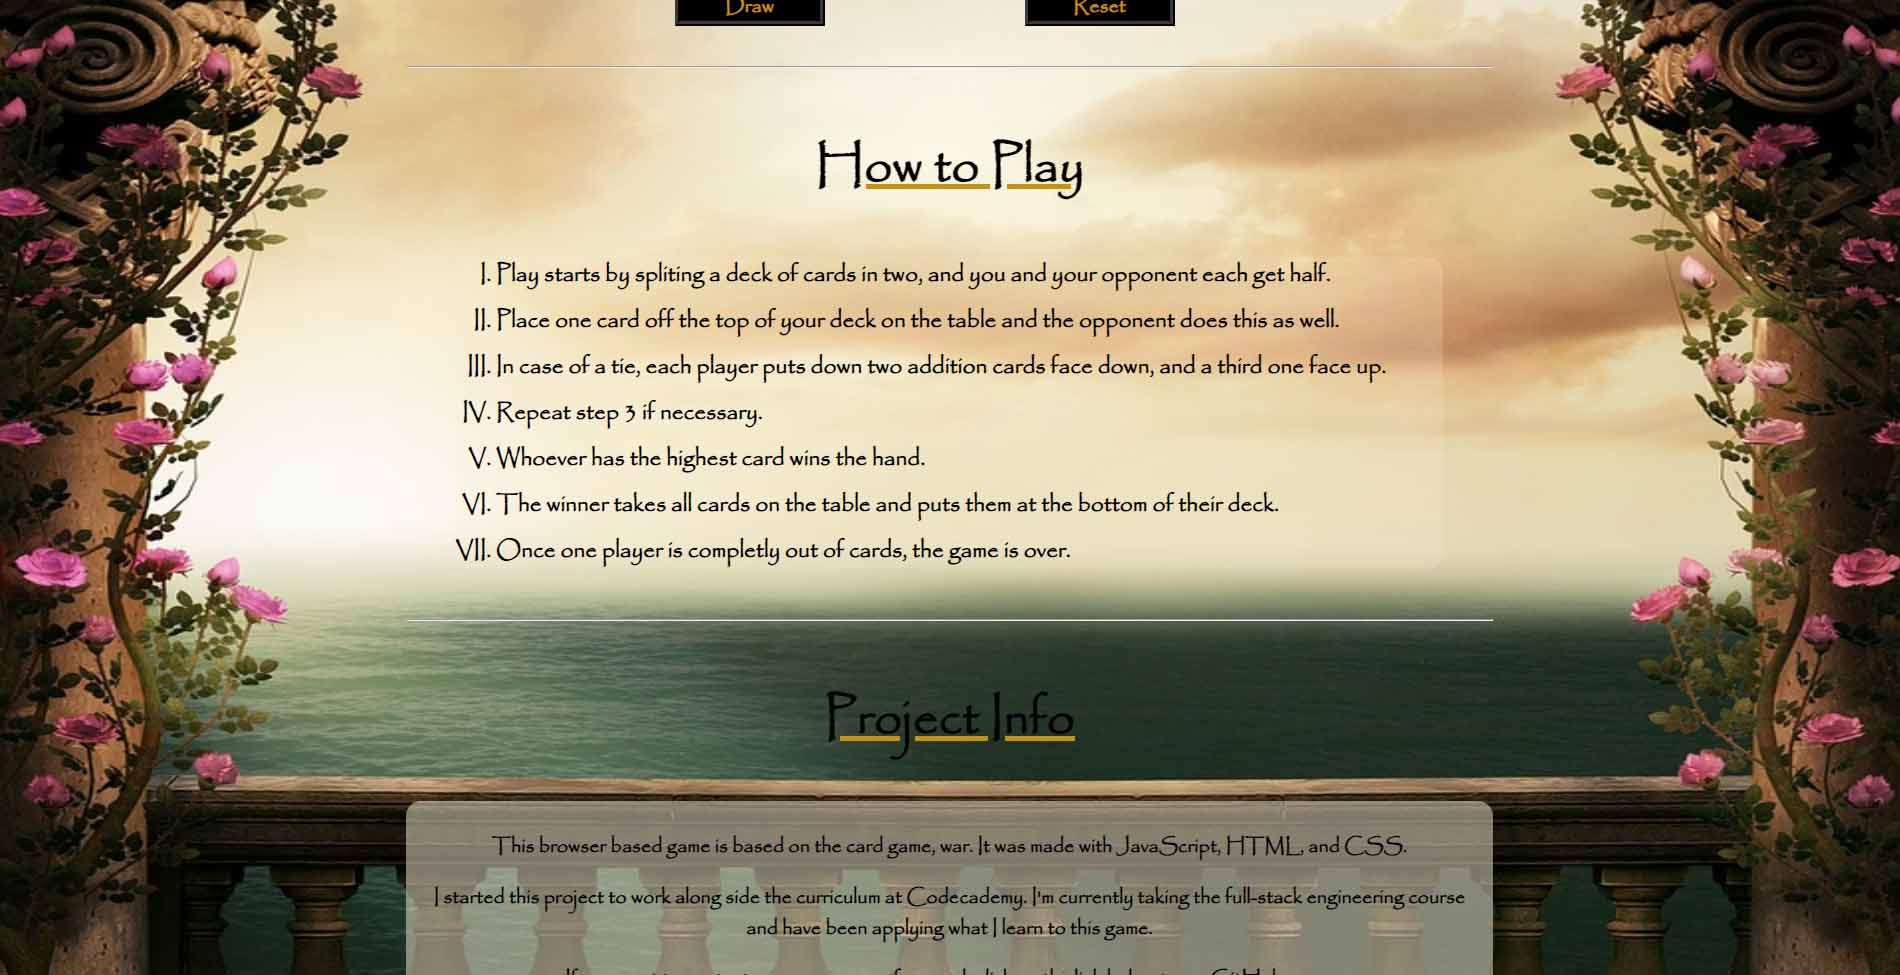 Draw Reset
How to Play
I. Play starts by spliting a deck of cards in two, and you and your opponent each get half.
II. Place one card off the top of your deck on the table and the opponent does this as well.
III. In case of a tie, each player puts down two addition cards face down, and a third one face up.
IV. Repeat step 3 if necessary.
V. Whoever has the highest card wins the hand.
VI. The winner takes all cards on the table and puts them at the bottom of their deck.
VII. Once one player is completly out of cards, the game is over.
Project Info
This browser based game is based on the card game, war. It was made with JavaScript, HTML, and CSS.
I started this project to work along side the curriculum at Codecademy. I'm currently taking the full-stack engineering course
and have been applying what I learn to this game.